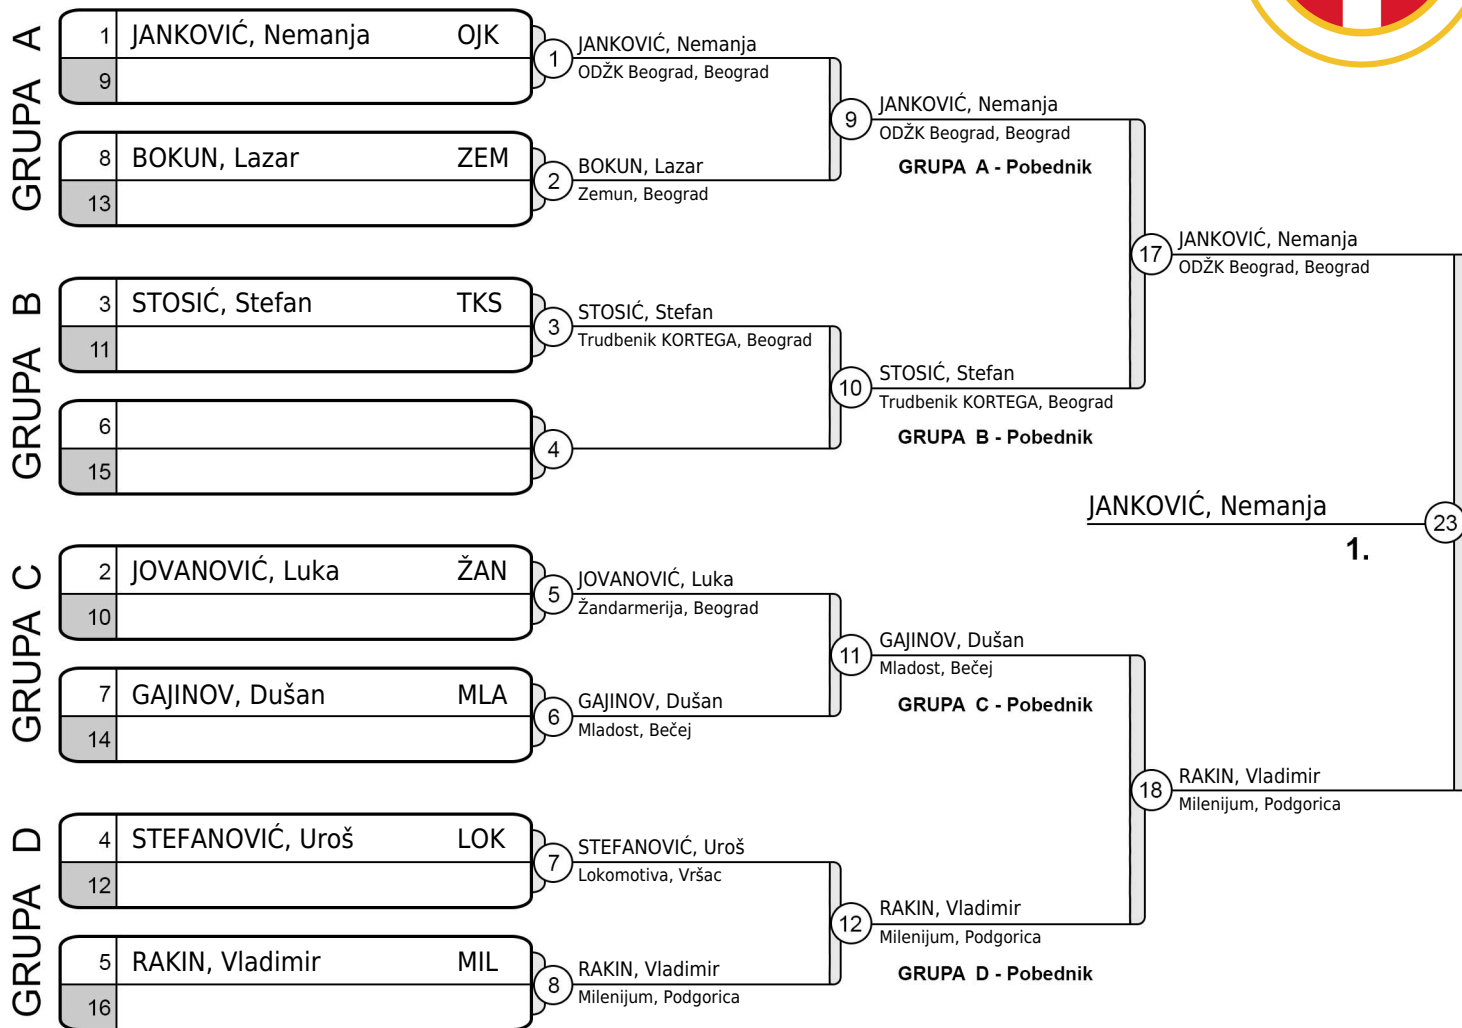 GRUPA A
1 JANKOVIĆ, Nemanja OJK
9
8 BOKUN, Lazar ZEM
13
GRUPA B
3 STOSIĆ, Stefan TKS
11
6
15
GRUPA C
2 JOVANOVIĆ, Luka ŽAN
10
7 GAJINOV, Dušan MLA
14
GRUPA D
4 STEFANOVIĆ, Uroš LOK
12
5 RAKIN, Vladimir MIL
16
1 JANKOVIĆ, Nemanja
ODŽK Beograd, Beograd
2 BOKUN, Lazar
Zemun, Beograd
3 STOSIĆ, Stefan
Trudbenik KORTEGA, Beograd
4
5 JOVANOVIĆ, Luka
Žandarmerija, Beograd
6 GAJINOV, Dušan
Mladost, Bečej
7 STEFANOVIĆ, Uroš
Lokomotiva, Vršac
8 RAKIN, Vladimir
Milenijum, Podgorica
9 JANKOVIĆ, Nemanja
ODŽK Beograd, Beograd
GRUPA A - Pobednik
10 STOSIĆ, Stefan
Trudbenik KORTEGA, Beograd
GRUPA B - Pobednik
11 GAJINOV, Dušan
Mladost, Bečej
GRUPA C - Pobednik
12 RAKIN, Vladimir
Milenijum, Podgorica
GRUPA D - Pobednik
17 JANKOVIĆ, Nemanja
ODŽK Beograd, Beograd
18 RAKIN, Vladimir
Milenijum, Podgorica
JANKOVIĆ, Nemanja 23
1.